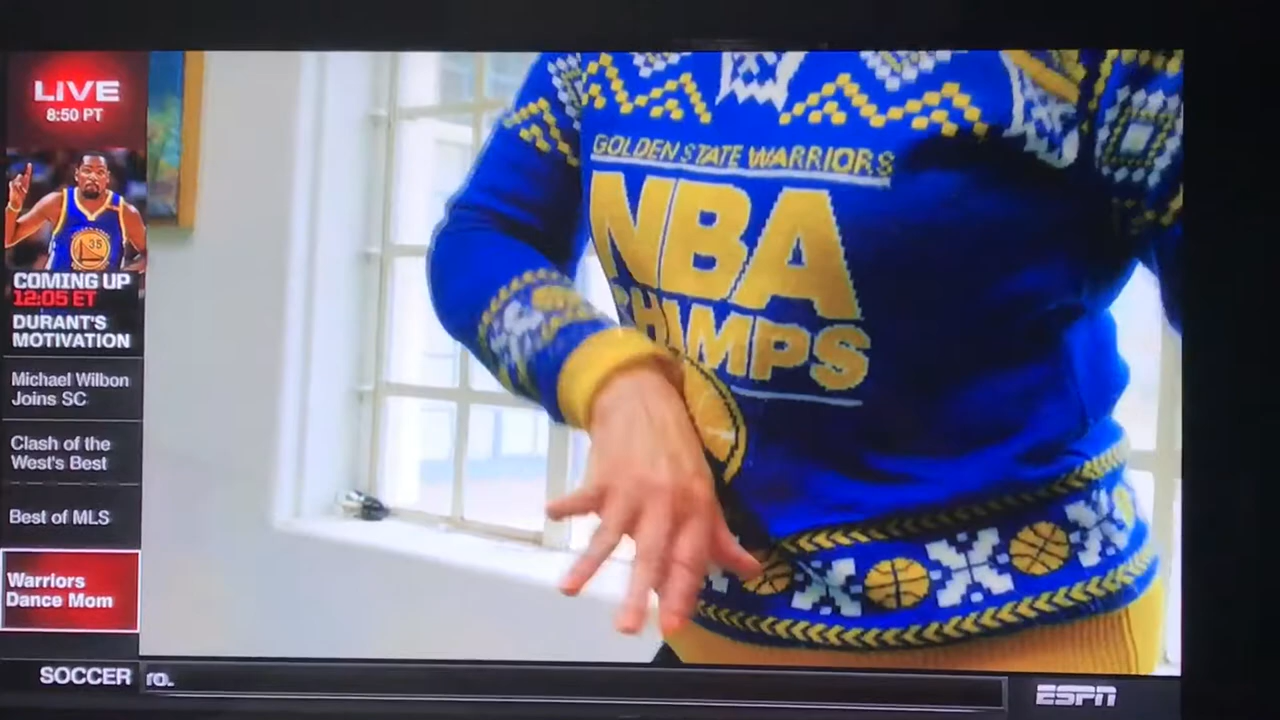 LIVE
8:50 PT
35
COMING UP
12:05 ET
DURANT'S
MOTIVATION
Michael Wilbon
Joins SC
Clash of the
West's Best
Best of MLS
Warriors
Dance Mom
GOLDEN STATE WARRIORS
NBA
CHAMPS
SOCCER
ro.
ESPN